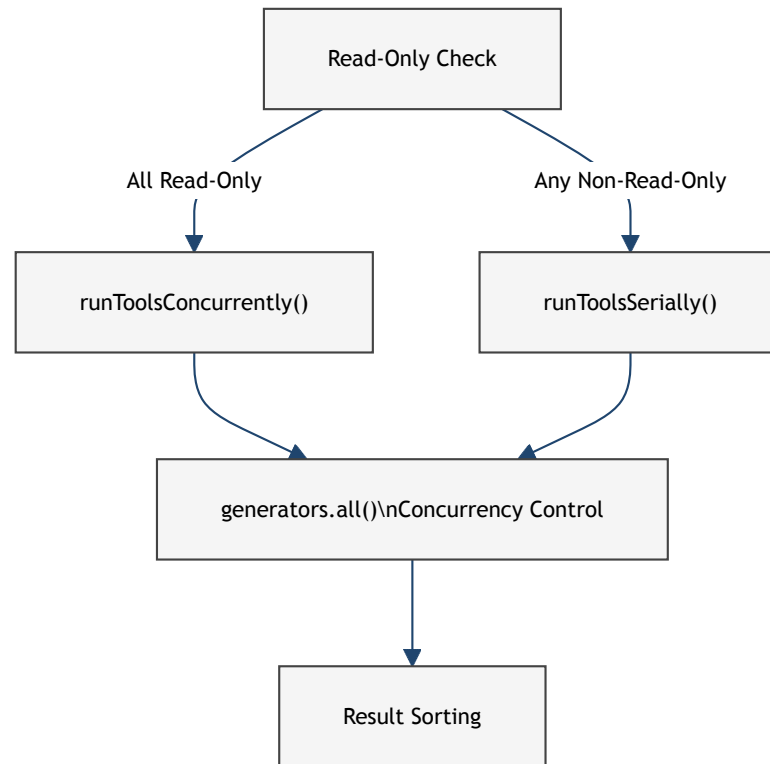 Read-Only Check
All Read-Only
Any Non-Read-Only
runToolsConcurrently()
runToolsSerially()
generators.all()\nConcurrency Control
Result Sorting